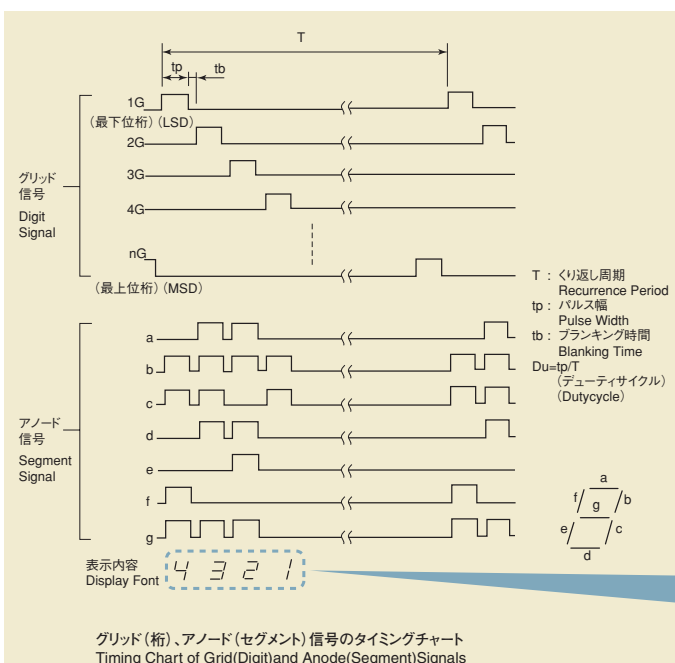 T
tp
tb
1G
(最下位桁)(LSD)
2G
3G
4G
nG
(最上位桁)(MSD)
グリッド
信号
Digit
Signal
T : くり返し周期
Recurrence Period
tp : パルス幅
Pulse Width
tb : ブランキング時間
Blanking Time
Du=tp/T
(デューティサイクル)
(Dutycycle)
a
b
c
d
e
f
g
アノード
信号
Segment
Signal
a
f
g
b
e
c
d
表示内容
Display Font
4 3 2 1
グリッド(桁)、アノード(セグメント)信号のタイミングチャート
Timing Chart of Grid(Digit)and Anode(Segment)Signals